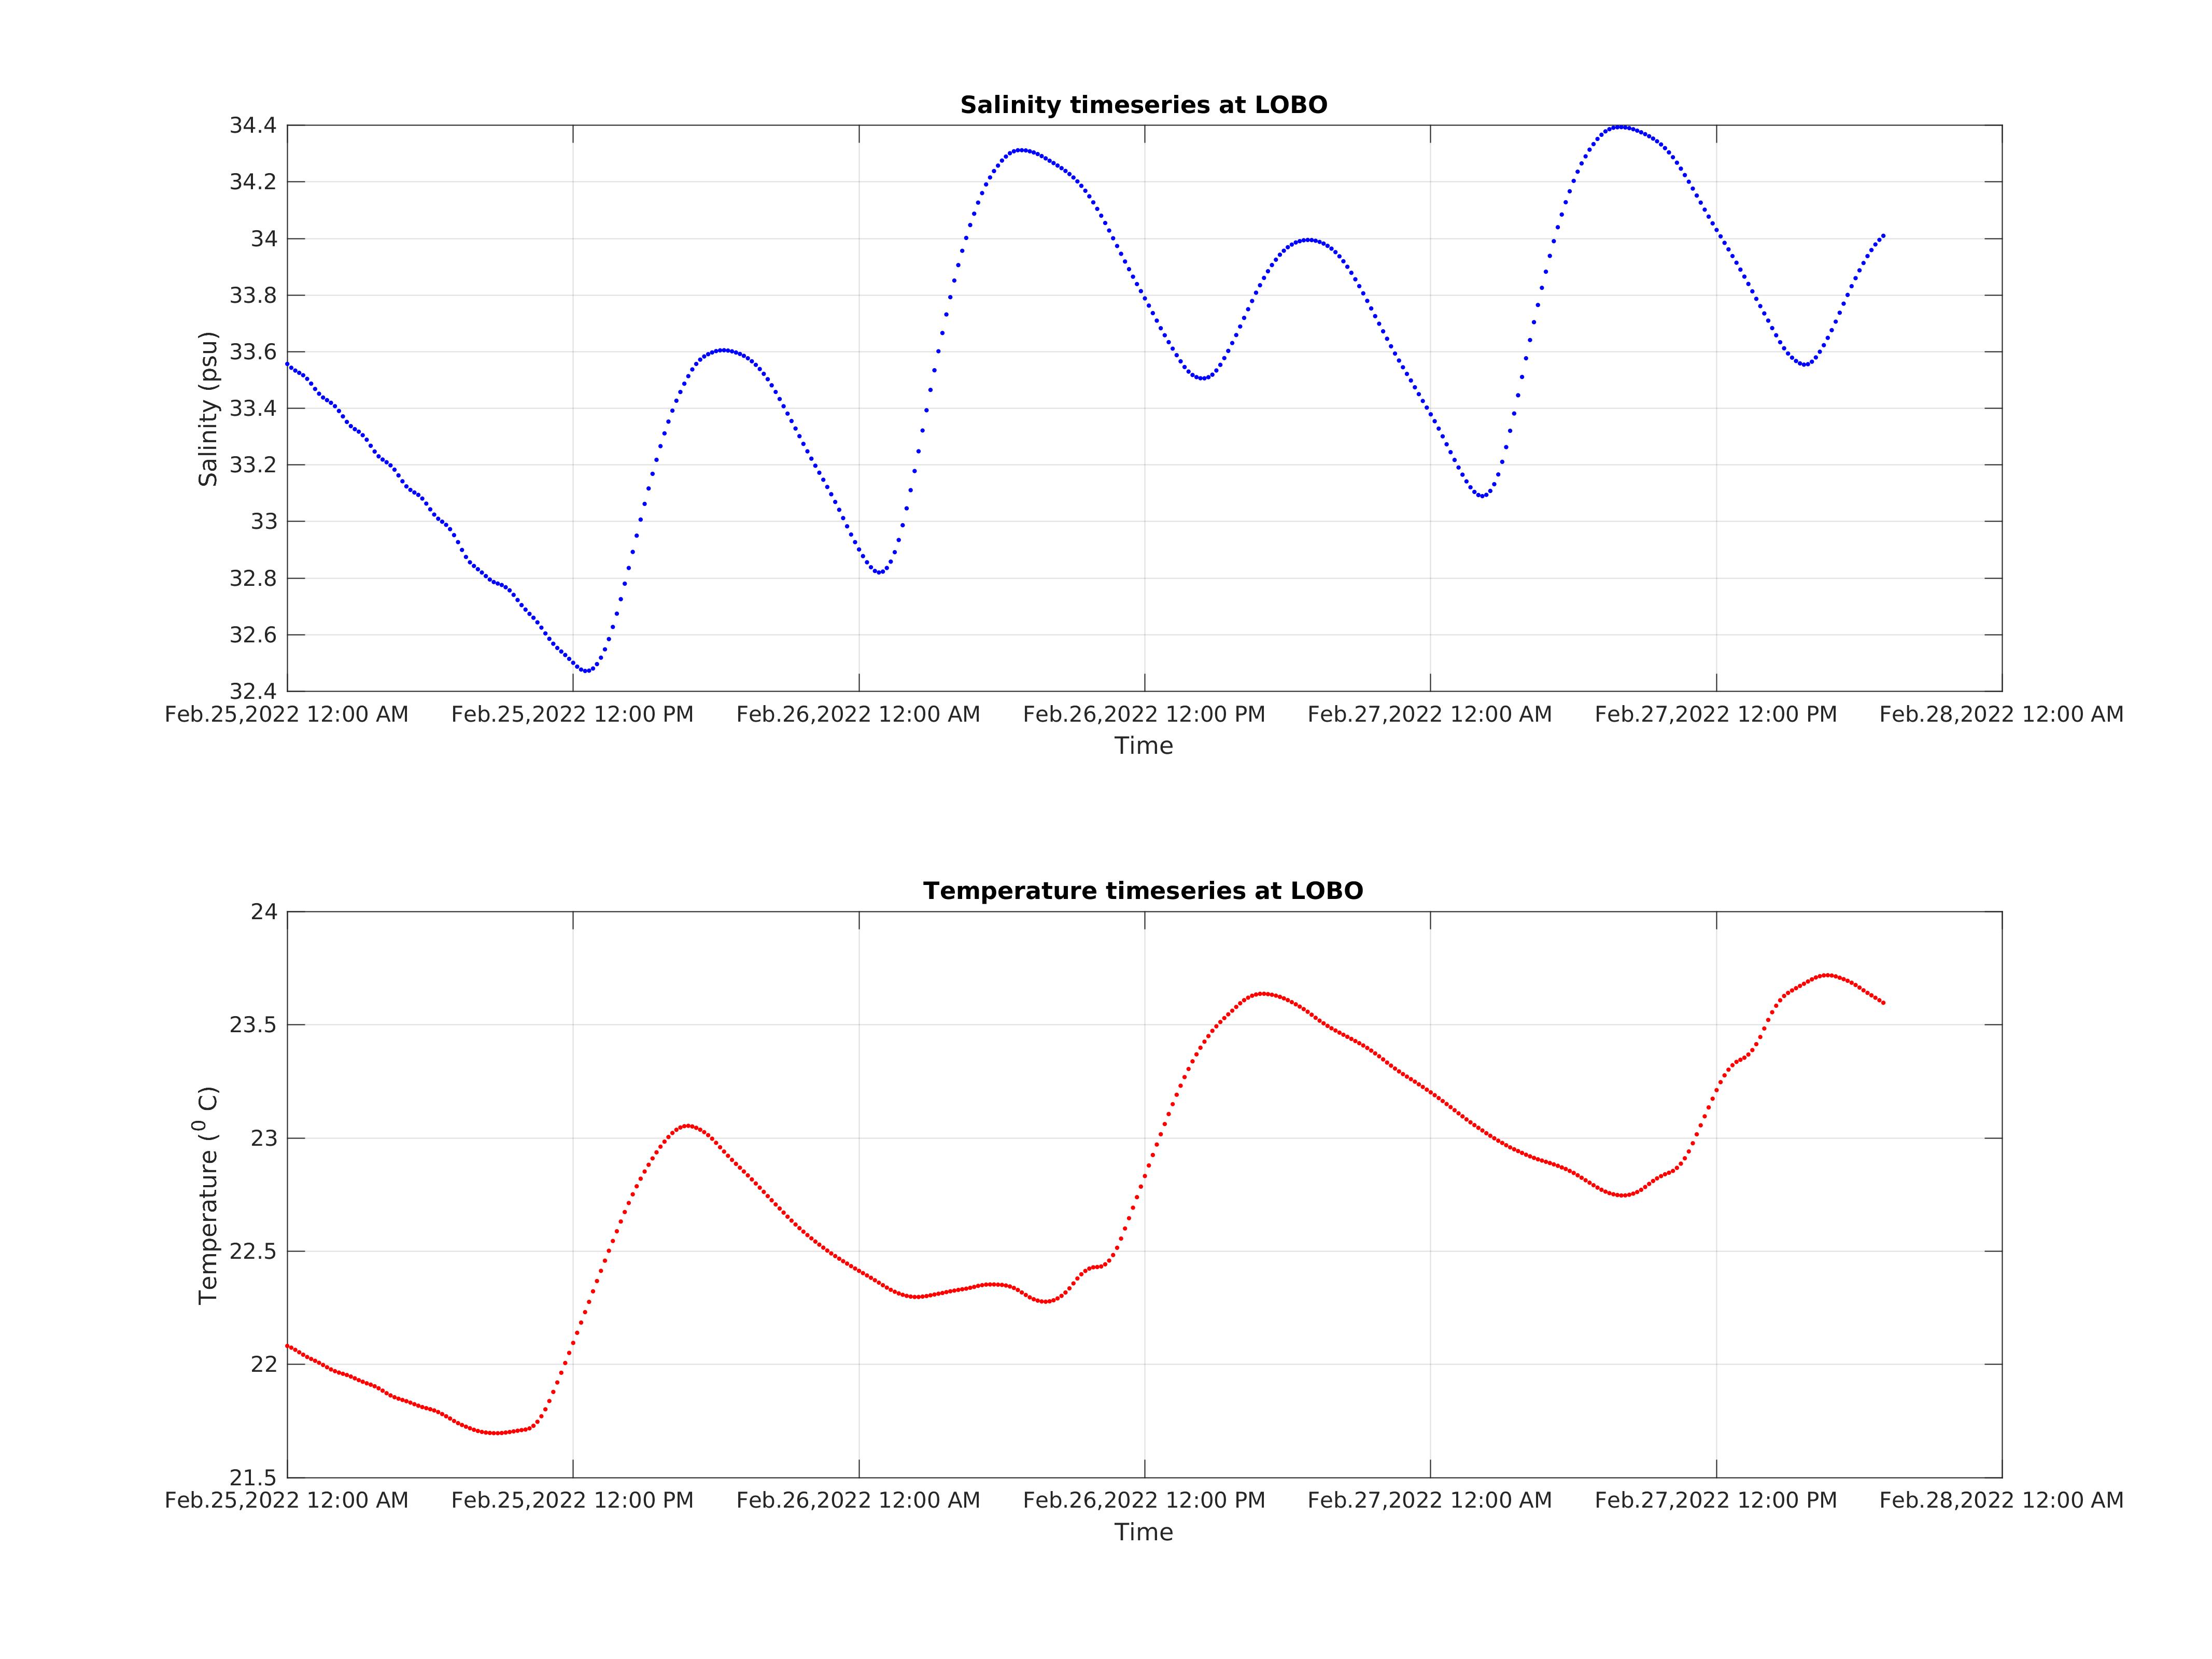 Salinity timeseries at LOBO
34.4
34.2
34
33.8
33.6
33.4
33.2
33
32.8
32.6
32.4
Salinity (psu)
Feb.25,2022 12:00 AM Feb.25,2022 12:00 PM Feb.26,2022 12:00 AM Feb.26,2022 12:00 PM Feb.27,2022 12:00 AM Feb.27,2022 12:00 PM Feb.28,2022 12:00 AM
Time
Temperature timeseries at LOBO
24
23.5
23
22.5
22
21.5
Temperature (⁰ C)
Feb.25,2022 12:00 AM Feb.25,2022 12:00 PM Feb.26,2022 12:00 AM Feb.26,2022 12:00 PM Feb.27,2022 12:00 AM Feb.27,2022 12:00 PM Feb.28,2022 12:00 AM
Time